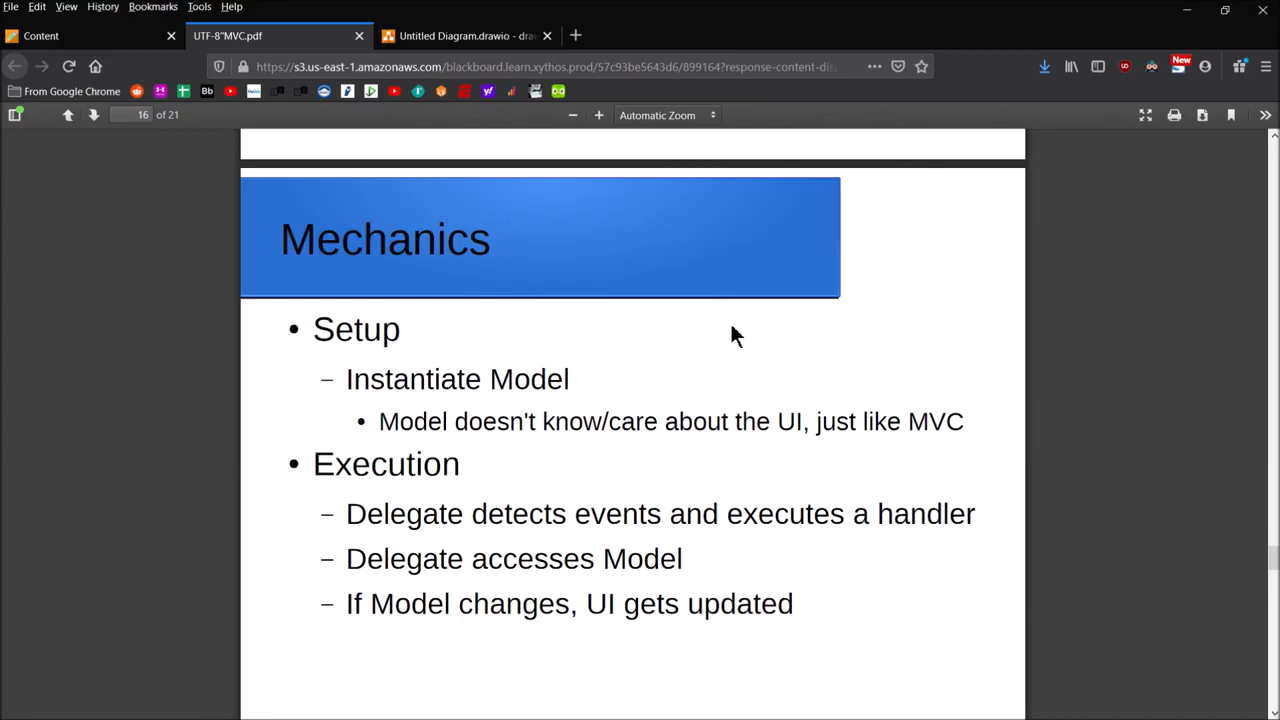 File Edit View History Bookmarks Tools Help
Content
UTF-8"MVC.pdf
Untitled Diagram.drawio - draw
https://s3.us-east-1.amazonaws.com/blackboard.learn.xythos.prod/57c93be5643d6/899164?response-content-dis
New
From Google Chrome
16 of 21
Automatic Zoom
Mechanics
• Setup
– Instantiate Model
• Model doesn't know/care about the UI, just like MVC
• Execution
– Delegate detects events and executes a handler
– Delegate accesses Model
– If Model changes, UI gets updated